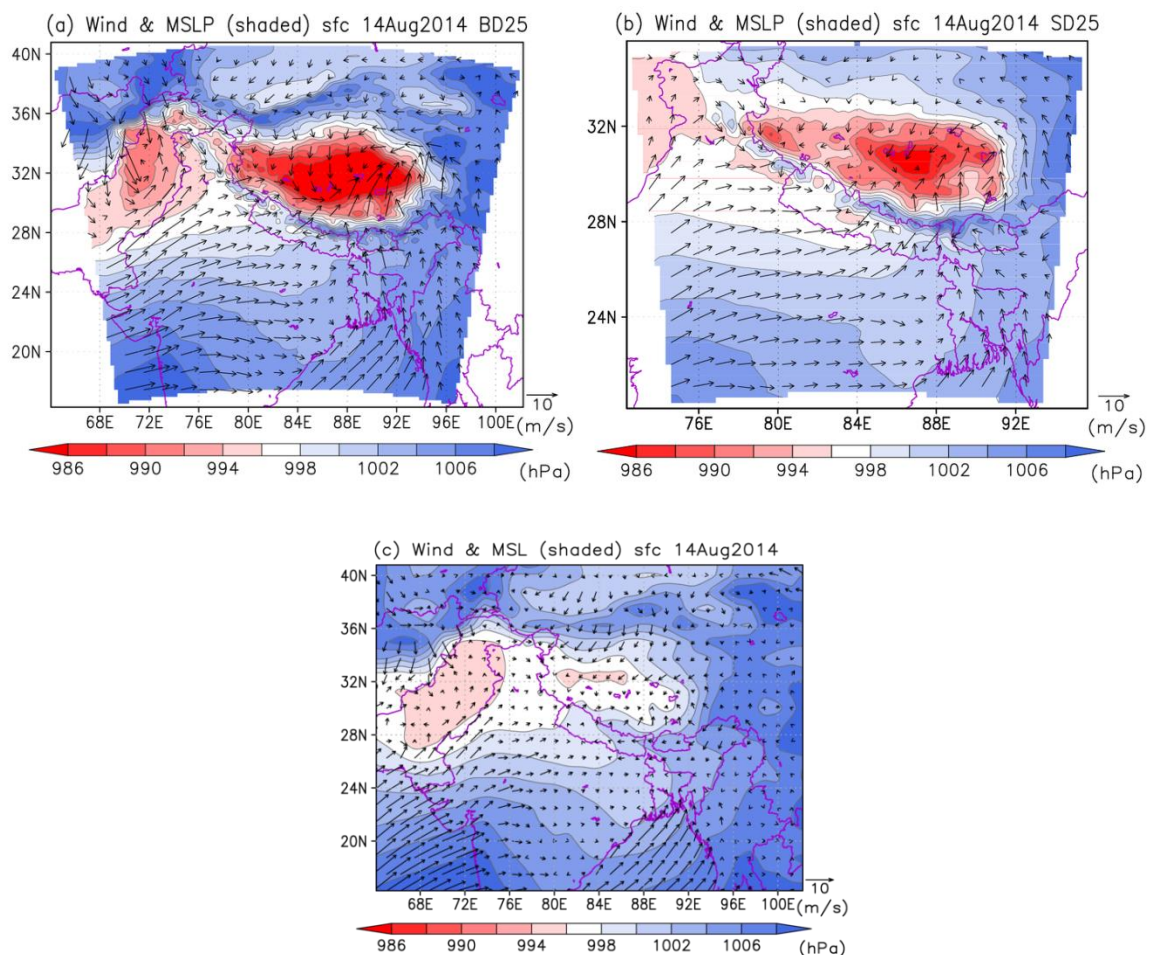 (a) Wind & MSLP (shaded) sfc 14Aug2014 BD25
40N
36N
32N
28N
24N
20N
68E 72E 76E 80E 84E 88E 92E 96E 100E
10
(m/s)
986 990 994 998 1002 1006 (hPa)
(b) Wind & MSLP (shaded) sfc 14Aug2014 SD25
32N
28N
24N
76E 80E 84E 88E 92E
10
(m/s)
986 990 994 998 1002 1006 (hPa)
(c) Wind & MSL (shaded) sfc 14Aug2014
40N
36N
32N
28N
24N
20N
68E 72E 76E 80E 84E 88E 92E 96E 100E
10
(m/s)
986 990 994 998 1002 1006 (hPa)